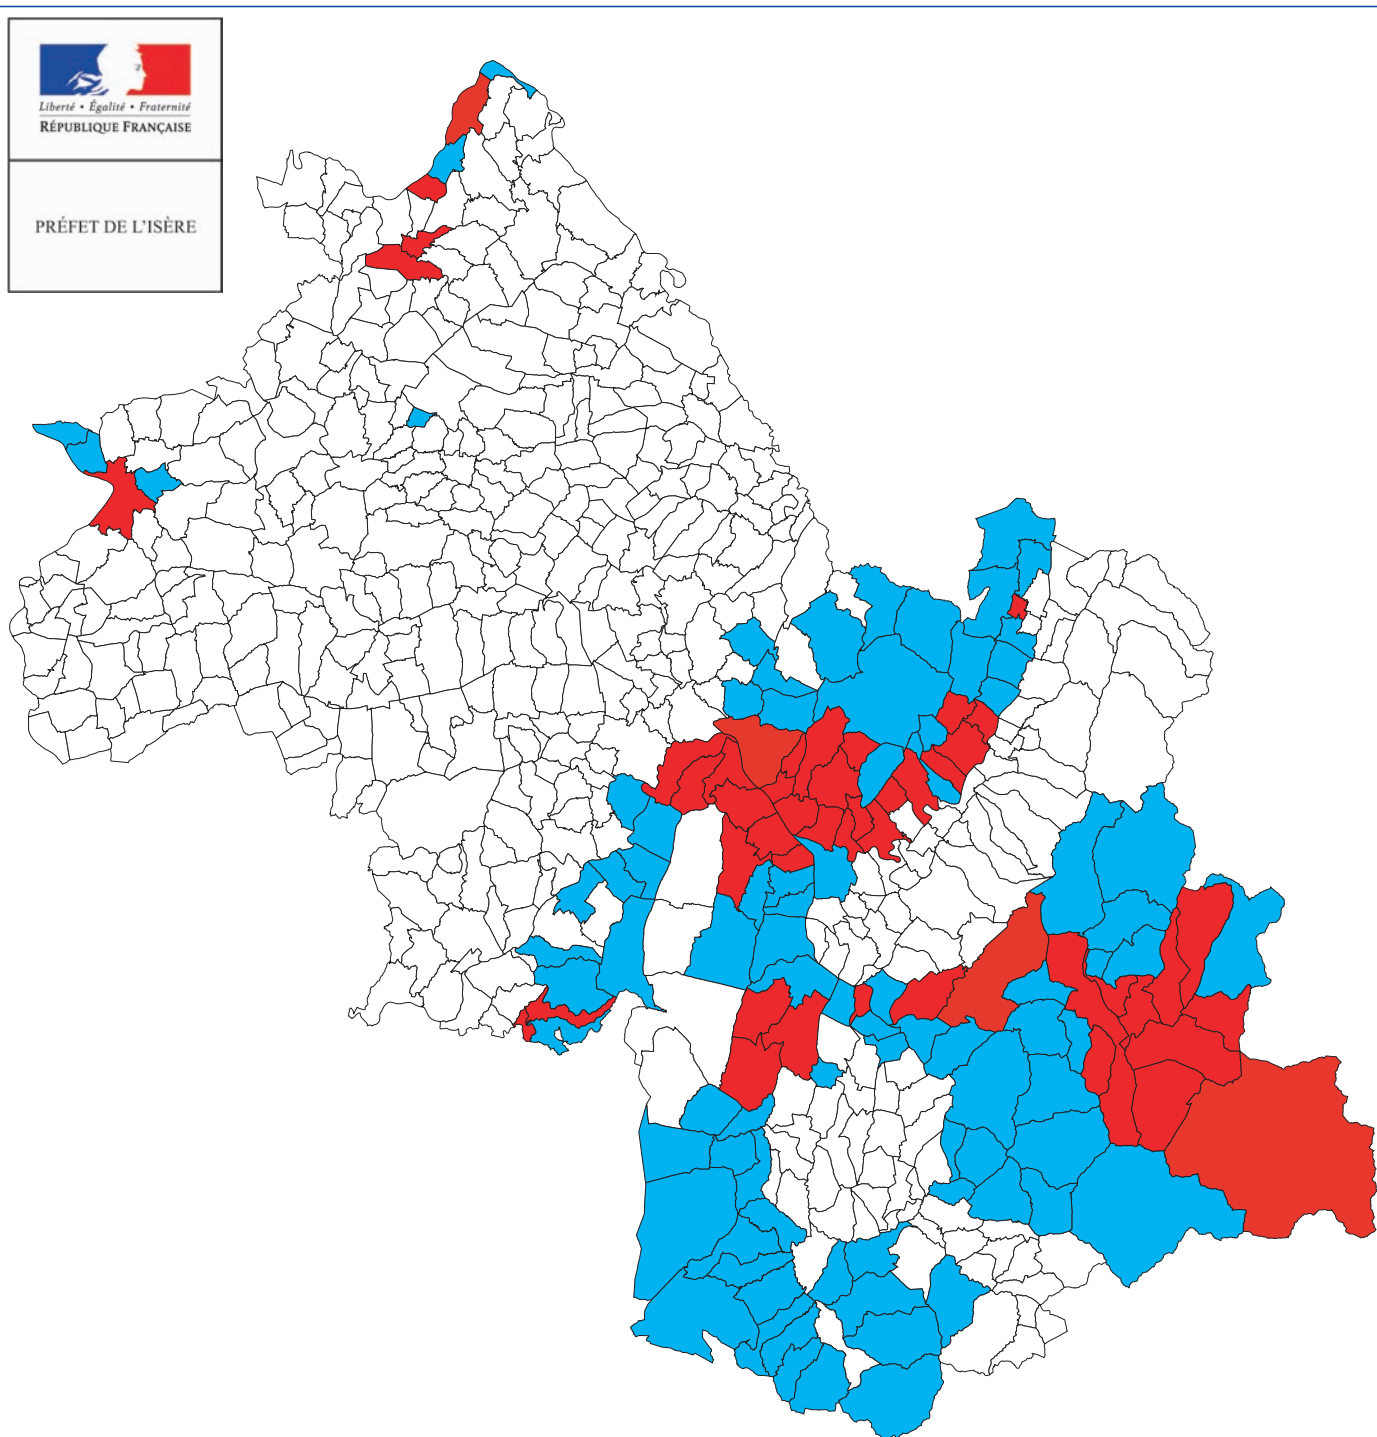 Liberté • Égalité • Fraternité
RÉPUBLIQUE FRANÇAISE
PRÉFET DE L'ISÈRE